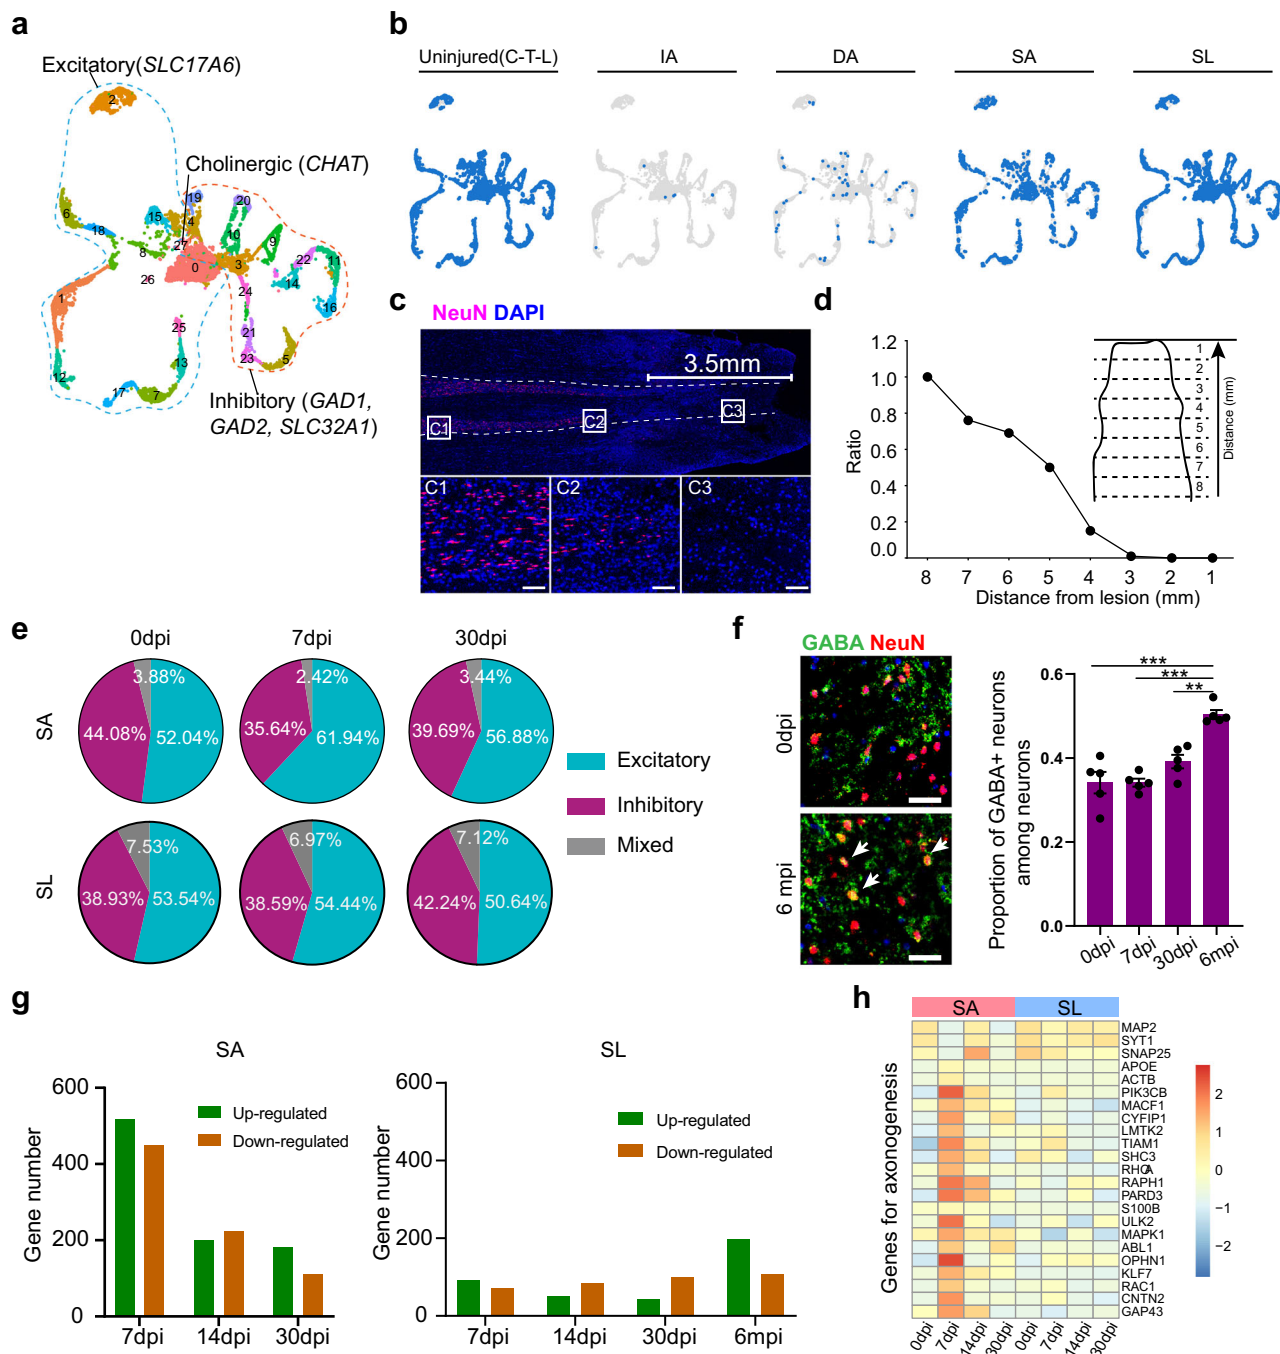 a
Excitatory(SLC17A6)
2
Cholinergic (CHAT)
19
20
6
15
4
18
10
9
27
8
22
11
0
3
26
14
24
1
16
25
21
23
5
13
12
17
7
Inhibitory (GAD1,
GAD2, SLC32A1)
b
Uninjured(C-T-L)
IA
DA
SA
SL
c
NeuN DAPI
3.5mm
C1
C2
C3
C1
C2
C3
d
Ratio
1.2
1.0
0.8
0.6
0.4
0.2
0.0
8
7
6
5
4
3
2
1
Distance from lesion (mm)
1
2
3
4
5
6
7
8
Distance (mm)
e
0dpi
7dpi
30dpi
SA
3.88%
44.08%
52.04%
2.42%
35.64%
61.94%
3.44%
39.69%
56.88%
SL
7.53%
38.93%
53.54%
6.97%
38.59%
54.44%
7.12%
42.24%
50.64%
Excitatory
Inhibitory
Mixed
f
GABA NeuN
0dpi
6 mpi
Proportion of GABA+ neurons
among neurons
0.6
0.4
0.2
0.0
***
***
**
0dpi
7dpi
30dpi
6mpi
g
SA
Gene number
600
400
200
0
Up-regulated
Down-regulated
7dpi
14dpi
30dpi
SL
Gene number
600
400
200
0
Up-regulated
Down-regulated
7dpi
14dpi
30dpi
6mpi
h
SA
SL
Genes for axonogenesis
MAP2
SYT1
SNAP25
APOE
ACTB
PIK3CB
MACF1
CYFIP1
LMTK2
TIAM1
SHC3
RHOA
RAPH1
PARD3
S100B
ULK2
MAPK1
ABL1
OPHN1
KLF7
RAC1
CNTN2
GAP43
0dpi
7dpi
14dpi
30dpi
0dpi
7dpi
14dpi
30dpi
2
1
0
−1
−2